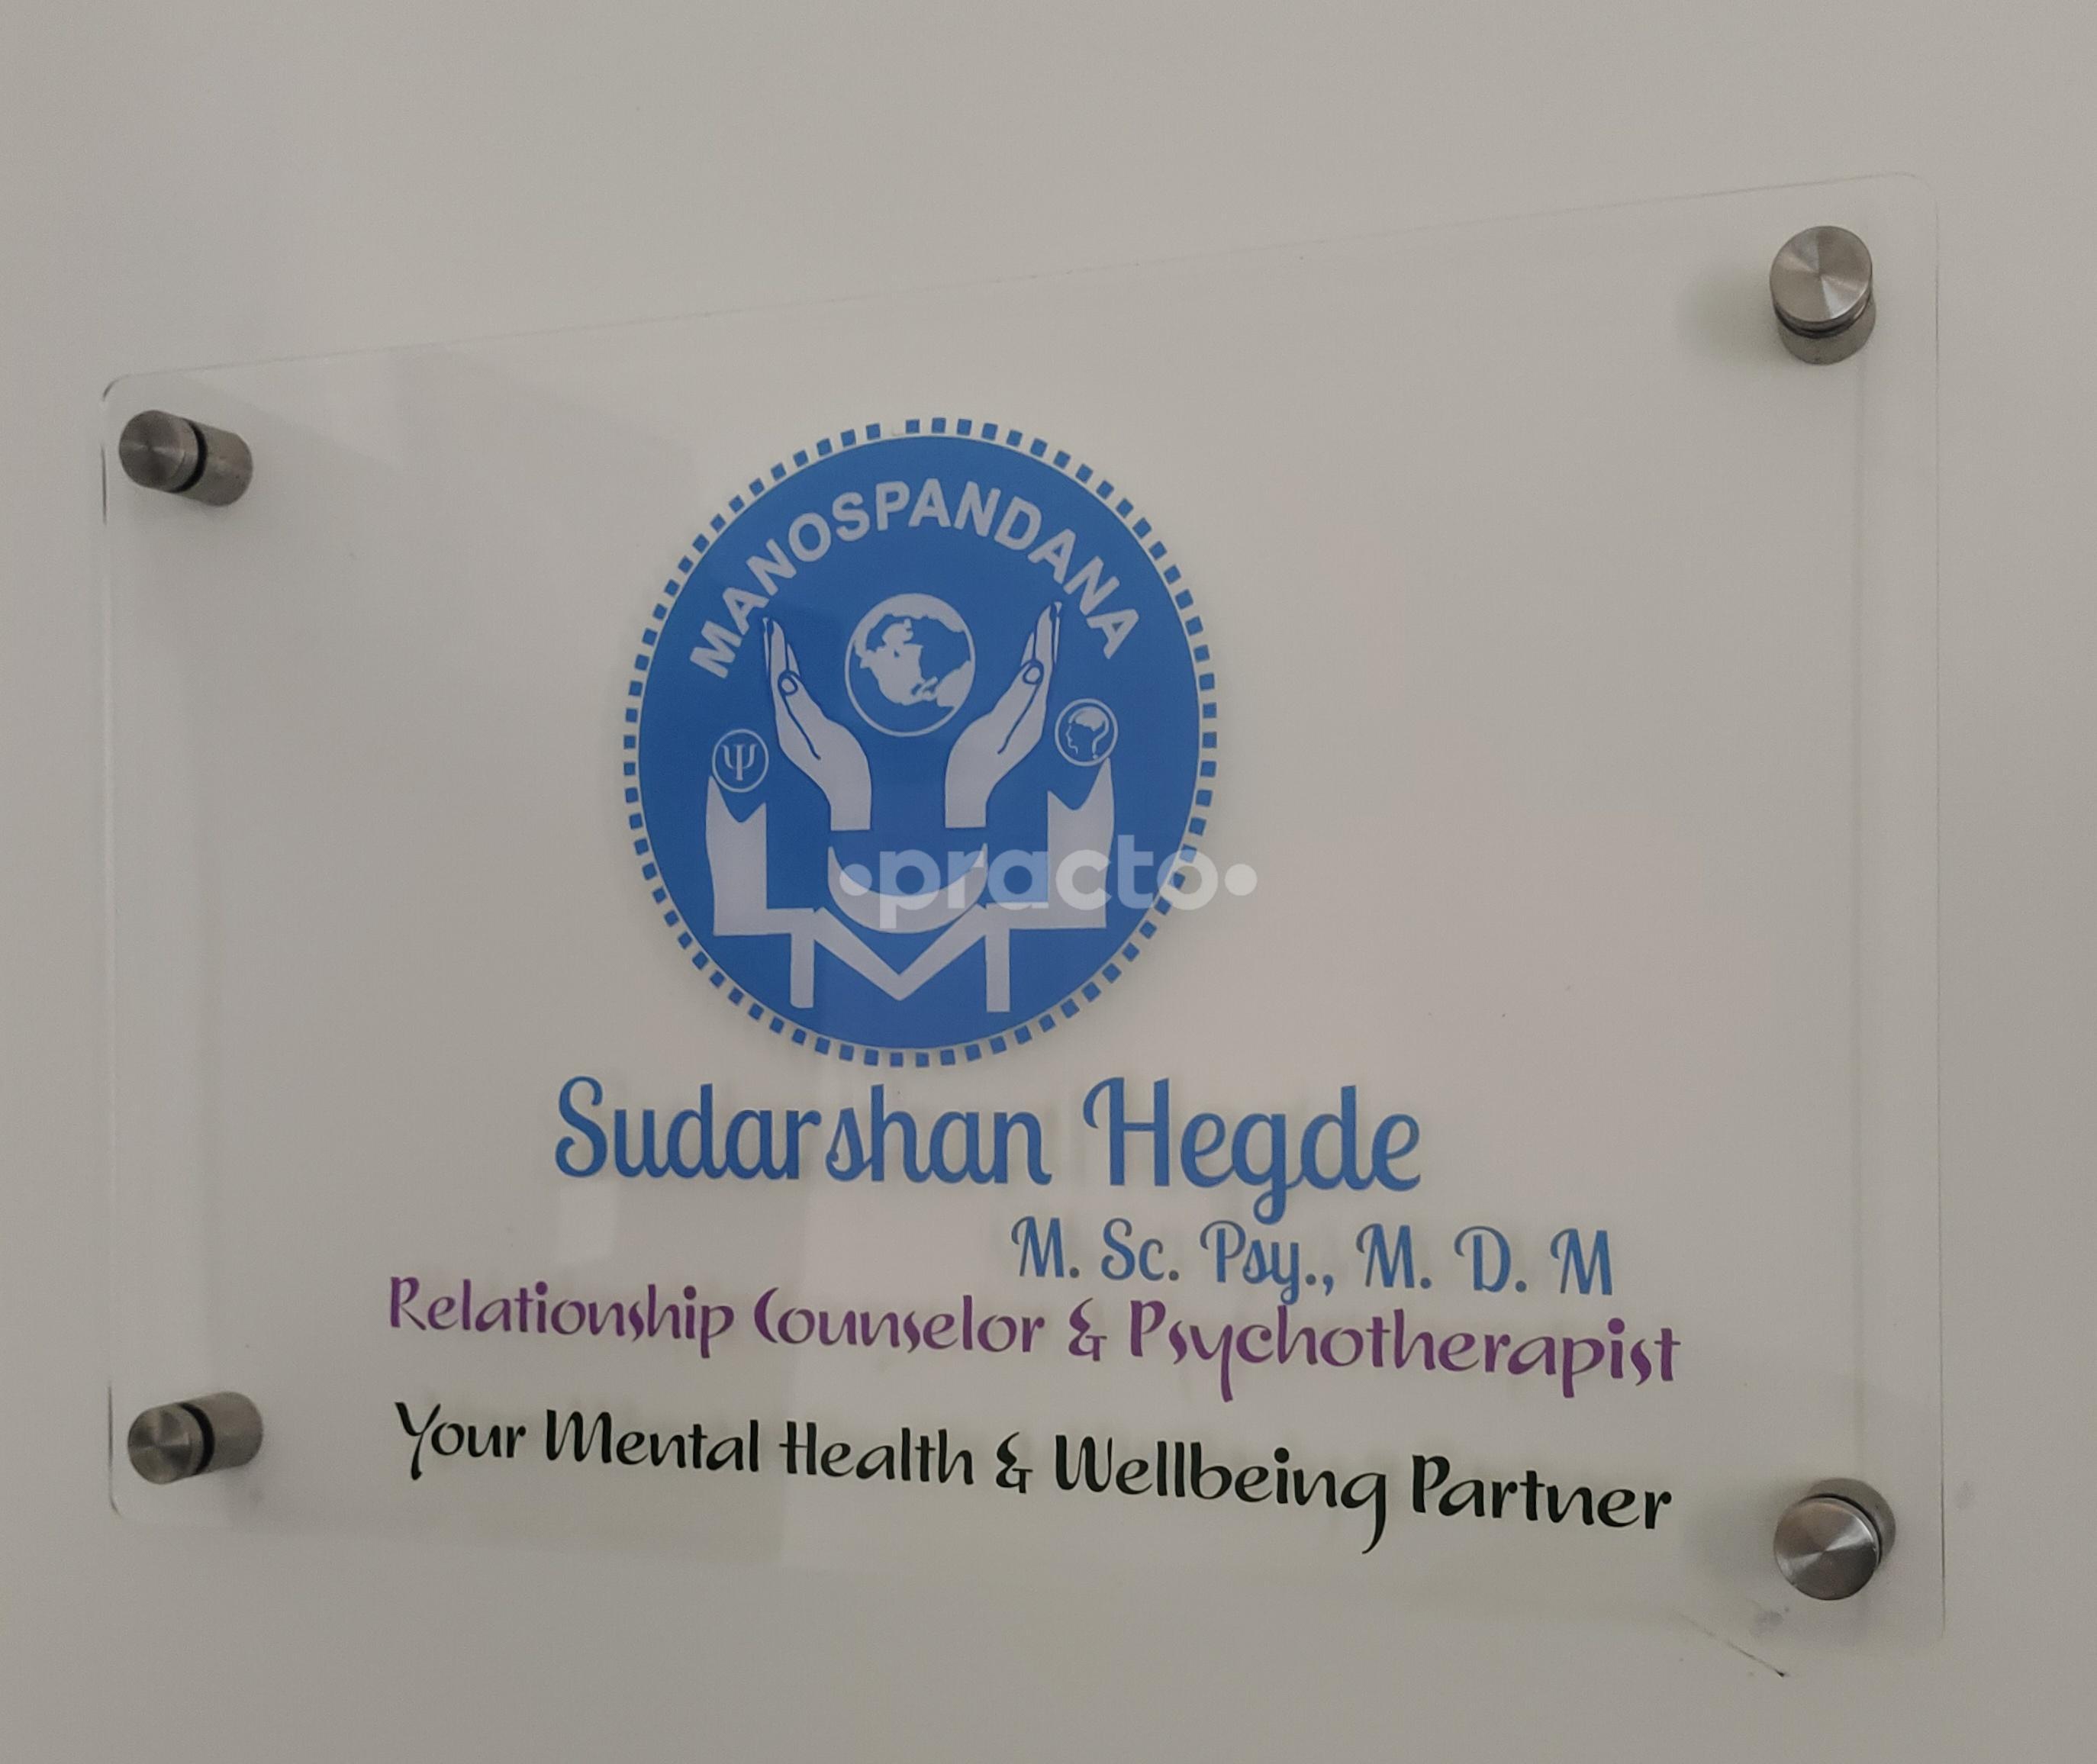 MANOSPANDANA
Ψ
•practo•
Sudarshan Hegde
M. Sc. Psy., M. D. M
Relationship Counselor & Psychotherapist
Your Mental Health & Wellbeing Partner